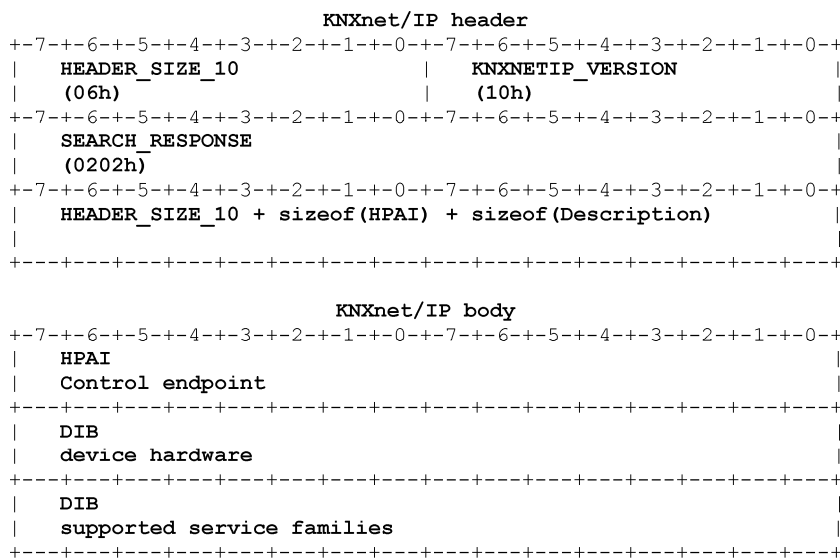 KNXnet/IP header
+-7-+-6-+-5-+-4-+-3-+-2-+-1-+-0-+-7-+-6-+-5-+-4-+-3-+-2-+-1-+-0-+
| HEADER_SIZE_10 | KNXNETIP_VERSION |
| (06h) | (10h) |
+-7-+-6-+-5-+-4-+-3-+-2-+-1-+-0-+-7-+-6-+-5-+-4-+-3-+-2-+-1-+-0-+
| SEARCH_RESPONSE |
| (0202h) |
+-7-+-6-+-5-+-4-+-3-+-2-+-1-+-0-+-7-+-6-+-5-+-4-+-3-+-2-+-1-+-0-+
| HEADER_SIZE_10 + sizeof(HPAI) + sizeof(Description) |
| |
+---+---+---+---+---+---+---+---+---+---+---+---+---+---+---+---+
KNXnet/IP body
+-7-+-6-+-5-+-4-+-3-+-2-+-1-+-0-+-7-+-6-+-5-+-4-+-3-+-2-+-1-+-0-+
| HPAI |
| Control endpoint |
+---+---+---+---+---+---+---+---+---+---+---+---+---+---+---+---+
| DIB |
| device hardware |
+---+---+---+---+---+---+---+---+---+---+---+---+---+---+---+---+
| DIB |
| supported service families |
+---+---+---+---+---+---+---+---+---+---+---+---+---+---+---+---+